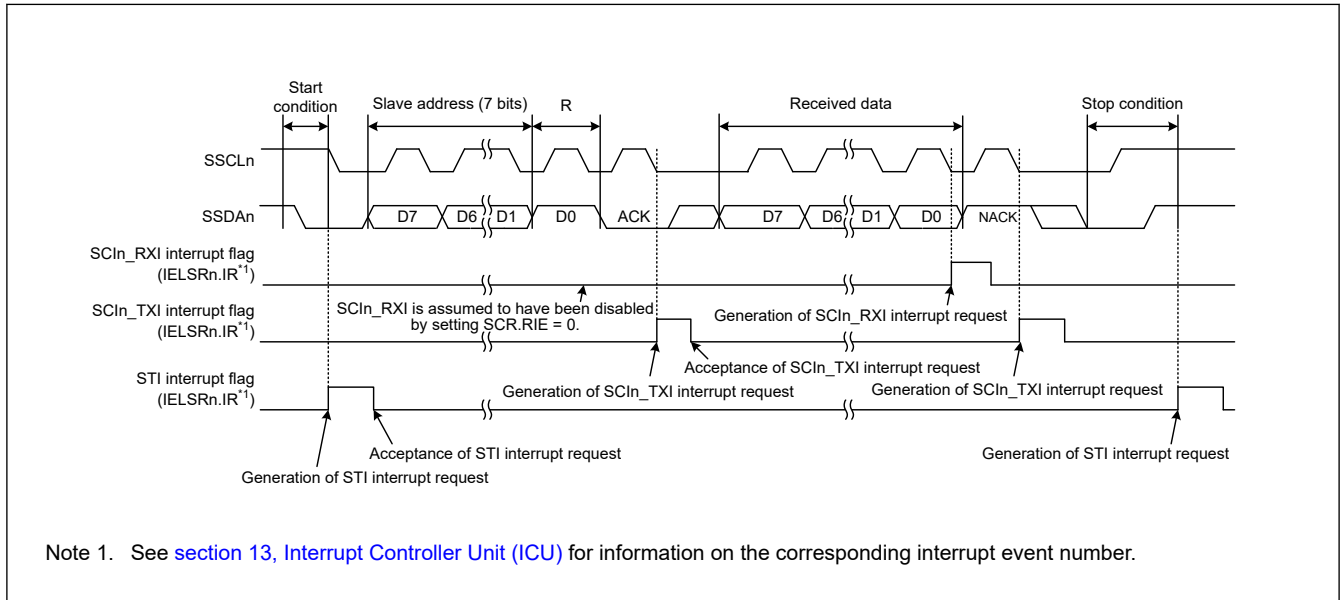 Start
condition
Slave address (7 bits)
R
Received data
Stop condition
SSCLn
SSDAn
D7
D6
D1
D0
ACK
D7
D6
D1
D0
NACK
SCIn_RXI interrupt flag
(IELSRn.IR*1)
SCIn_RXI is assumed to have been disabled
by setting SCR.RIE = 0.
Generation of SCIn_RXI interrupt request
SCIn_TXI interrupt flag
(IELSRn.IR*1)
Acceptance of SCIn_TXI interrupt request
Generation of SCIn_TXI interrupt request
Generation of SCIn_TXI interrupt request
STI interrupt flag
(IELSRn.IR*1)
Acceptance of STI interrupt request
Generation of STI interrupt request
Generation of STI interrupt request
Note 1. See section 13, Interrupt Controller Unit (ICU) for information on the corresponding interrupt event number.